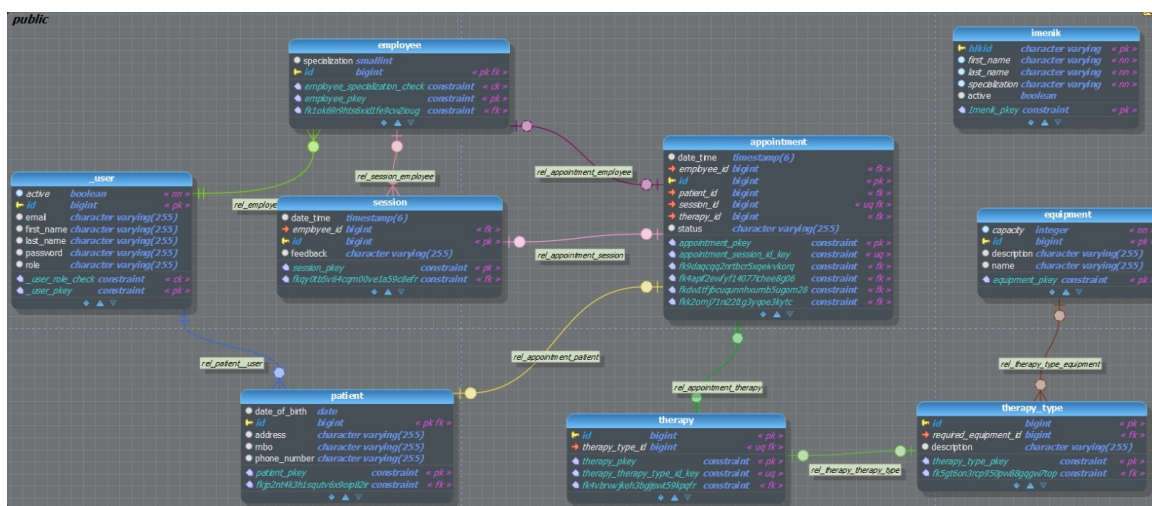 public
employee
specialization smallint
id bigint « pk fk »
employee_specialization_check constraint « ck »
employee_pkey constraint « pk »
constraint « fk »
imenik
hlkid character varying « pk »
first_name character varying « nn »
last_name character varying « nn »
specialization character varying « nn »
active boolean
Imenik_pkey constraint « pk »
rel_appointment_employee
rel_session_employee
appointment
date_time timestamp(6)
employee_id bigint « fk »
id bigint « pk »
patient_id bigint « fk »
session_id bigint « uq fk »
therapy_id bigint « fk »
status character varying(255)
appointment_pkey constraint « pk »
appointment_session_id_key constraint « uq »
constraint « fk »
constraint « fk »
constraint « fk »
constraint « fk »
_user
active boolean « nn »
id bigint « pk »
email character varying(255)
first_name character varying(255)
last_name character varying(255)
password character varying(255)
role character varying(255)
_user_role_check constraint « ck »
_user_pkey constraint « pk »
rel_employe
session
date_time timestamp(6)
employee_id bigint « fk »
id bigint « pk »
feedback character varying(255)
session_pkey constraint « pk »
constraint « fk »
rel_appointment_session
equipment
capacity integer « nn »
id bigint « pk »
description character varying(255)
name character varying(255)
equipment_pkey constraint « pk »
rel_patient__user
rel_appointment_patient
rel_appointment_therapy
rel_therapy_type_equipment
patient
date_of_birth date
id bigint « pk fk »
address character varying(255)
mbo character varying(255)
phone_number character varying(255)
patient_pkey constraint « pk »
constraint « fk »
therapy
id bigint « pk »
therapy_type_id bigint « uq fk »
therapy_pkey constraint « pk »
therapy_therapy_type_id_key constraint « uq »
constraint « fk »
rel_therapy_therapy_type
therapy_type
id bigint « pk »
required_equipment_id bigint « fk »
description character varying(255)
therapy_type_pkey constraint « pk »
constraint « fk »